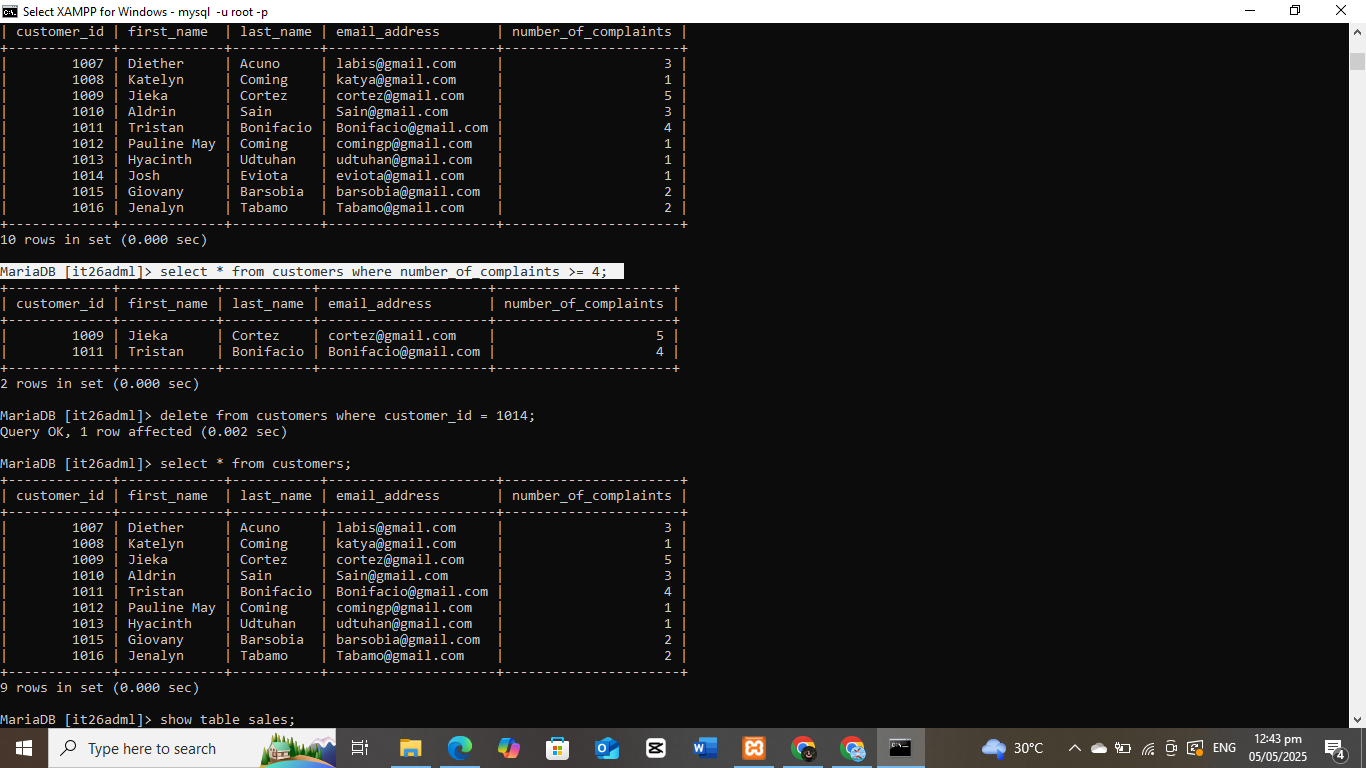 Select XAMPP for Windows - mysql  -u root -p
| customer_id | first_name  | last_name | email_address       | number_of_complaints |
+-------------+-------------+-----------+---------------------+----------------------+
|        1007 | Diether     | Acuno     | labis@gmail.com     |                    3 |
|        1008 | Katelyn     | Coming    | katya@gmail.com     |                    1 |
|        1009 | Jieka       | Cortez    | cortez@gmail.com    |                    5 |
|        1010 | Aldrin      | Sain      | Sain@gmail.com      |                    3 |
|        1011 | Tristan     | Bonifacio | Bonifacio@gmail.com |                    4 |
|        1012 | Pauline May | Coming    | comingp@gmail.com   |                    1 |
|        1013 | Hyacinth    | Udtuhan   | udtuhan@gmail.com   |                    1 |
|        1014 | Josh        | Eviota    | eviota@gmail.com    |                    1 |
|        1015 | Giovany     | Barsobia  | barsobia@gmail.com  |                    2 |
|        1016 | Jenalyn     | Tabamo    | Tabamo@gmail.com    |                    2 |
+-------------+-------------+-----------+---------------------+----------------------+
10 rows in set (0.000 sec)
MariaDB [it26adml]> select * from customers where number_of_complaints >= 4;
+-------------+------------+-----------+---------------------+----------------------+
| customer_id | first_name | last_name | email_address       | number_of_complaints |
+-------------+------------+-----------+---------------------+----------------------+
|        1009 | Jieka      | Cortez    | cortez@gmail.com    |                    5 |
|        1011 | Tristan    | Bonifacio | Bonifacio@gmail.com |                    4 |
+-------------+------------+-----------+---------------------+----------------------+
2 rows in set (0.000 sec)
MariaDB [it26adml]> delete from customers where customer_id = 1014;
Query OK, 1 row affected (0.002 sec)
MariaDB [it26adml]> select * from customers;
+-------------+-------------+-----------+---------------------+----------------------+
| customer_id | first_name  | last_name | email_address       | number_of_complaints |
+-------------+-------------+-----------+---------------------+----------------------+
|        1007 | Diether     | Acuno     | labis@gmail.com     |                    3 |
|        1008 | Katelyn     | Coming    | katya@gmail.com     |                    1 |
|        1009 | Jieka       | Cortez    | cortez@gmail.com    |                    5 |
|        1010 | Aldrin      | Sain      | Sain@gmail.com      |                    3 |
|        1011 | Tristan     | Bonifacio | Bonifacio@gmail.com |                    4 |
|        1012 | Pauline May | Coming    | comingp@gmail.com   |                    1 |
|        1013 | Hyacinth    | Udtuhan   | udtuhan@gmail.com   |                    1 |
|        1015 | Giovany     | Barsobia  | barsobia@gmail.com  |                    2 |
|        1016 | Jenalyn     | Tabamo    | Tabamo@gmail.com    |                    2 |
+-------------+-------------+-----------+---------------------+----------------------+
9 rows in set (0.000 sec)
MariaDB [it26adml]> show table sales;
Type here to search
30°C
ENG
12:43 pm
05/05/2025
4